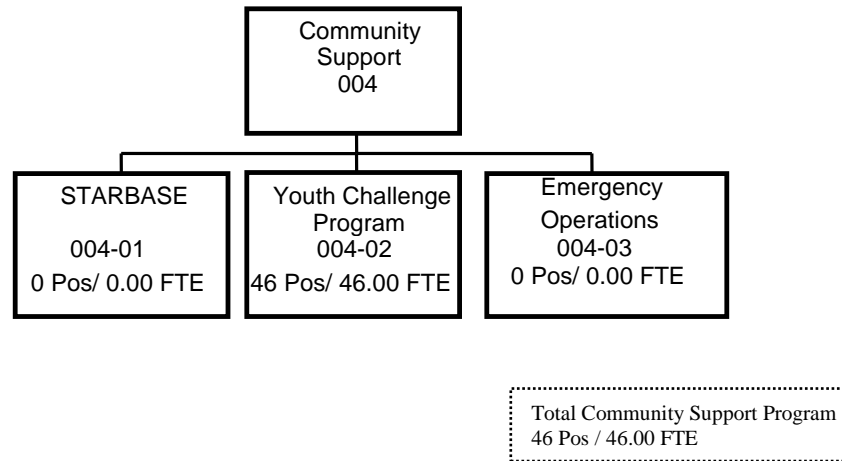 Community
Support
004
STARBASE
004-01
0 Pos/ 0.00 FTE
Youth Challenge
Program
004-02
46 Pos/ 46.00 FTE
Emergency
Operations
004-03
0 Pos/ 0.00 FTE
Total Community Support Program
46 Pos / 46.00 FTE